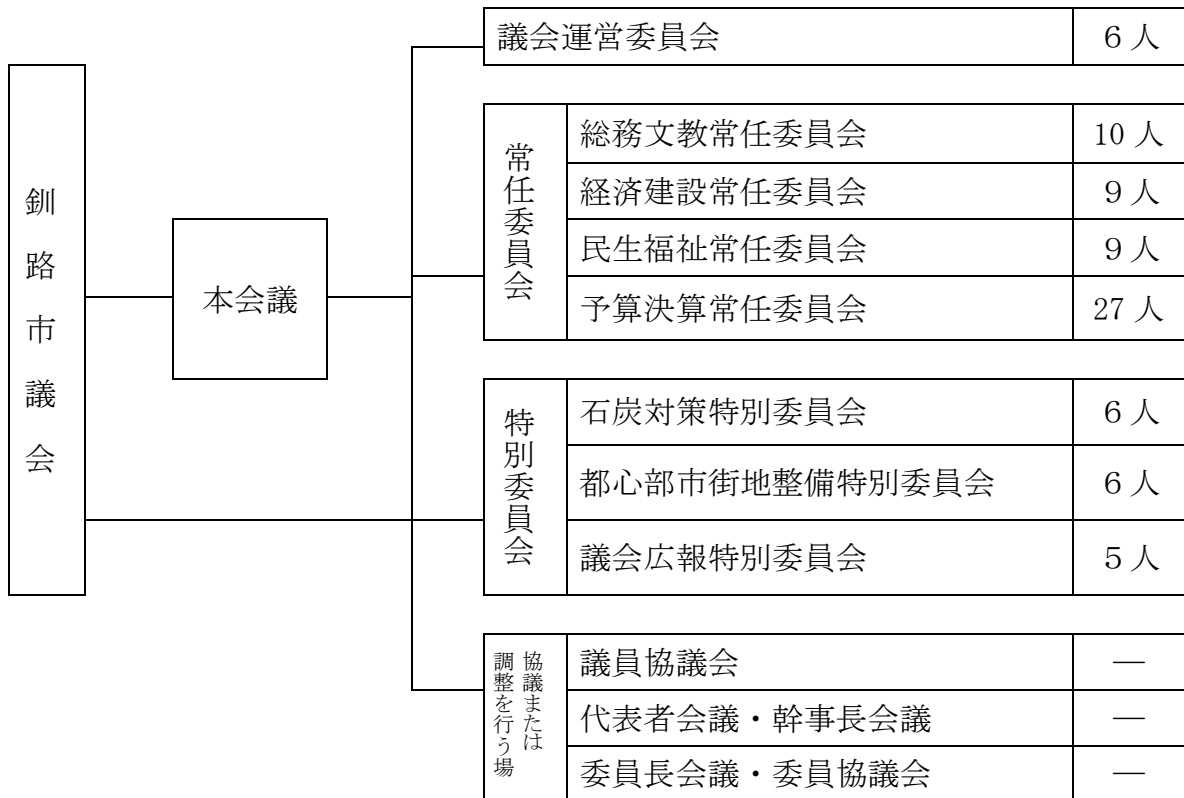 釧路市議会
本会議
議会運営委員会 6人
常任委員会
総務文教常任委員会 10人
経済建設常任委員会 9人
民生福祉常任委員会 9人
予算決算常任委員会 27人
特別委員会
石炭対策特別委員会 6人
都心部市街地整備特別委員会 6人
議会広報特別委員会 5人
協議または
調整を行う場
議員協議会 ―
代表者会議・幹事長会議 ―
委員長会議・委員協議会 ―